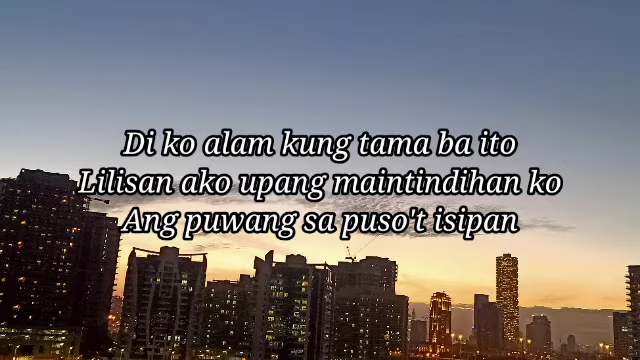 Di ko alam kung tama ba ito
Lilisan ako upang maintindihan ko
Ang puwang sa puso't isipan